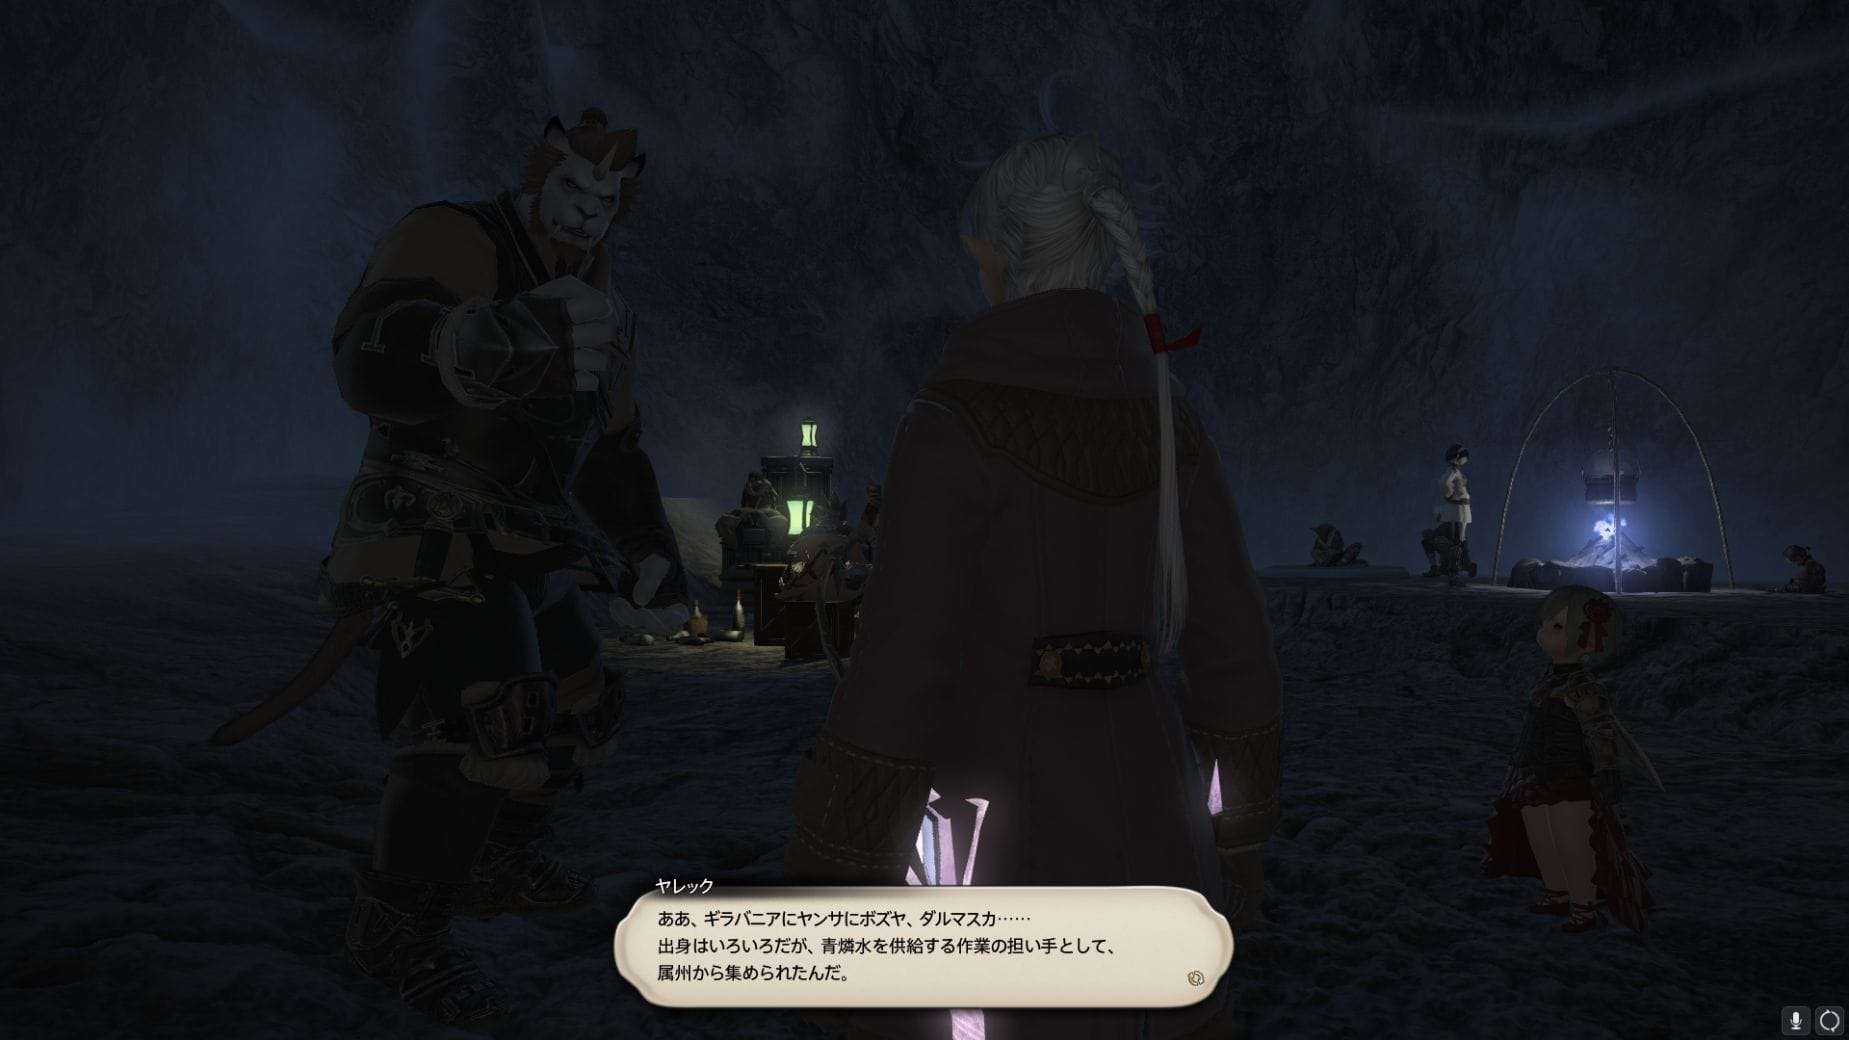 ヤレック
ああ、ギラバニアにヤンサにボズヤ、ダルマスカ……
出身はいろいろだが、青燐水を供給する作業の担い手として、
属州から集められたんだ。